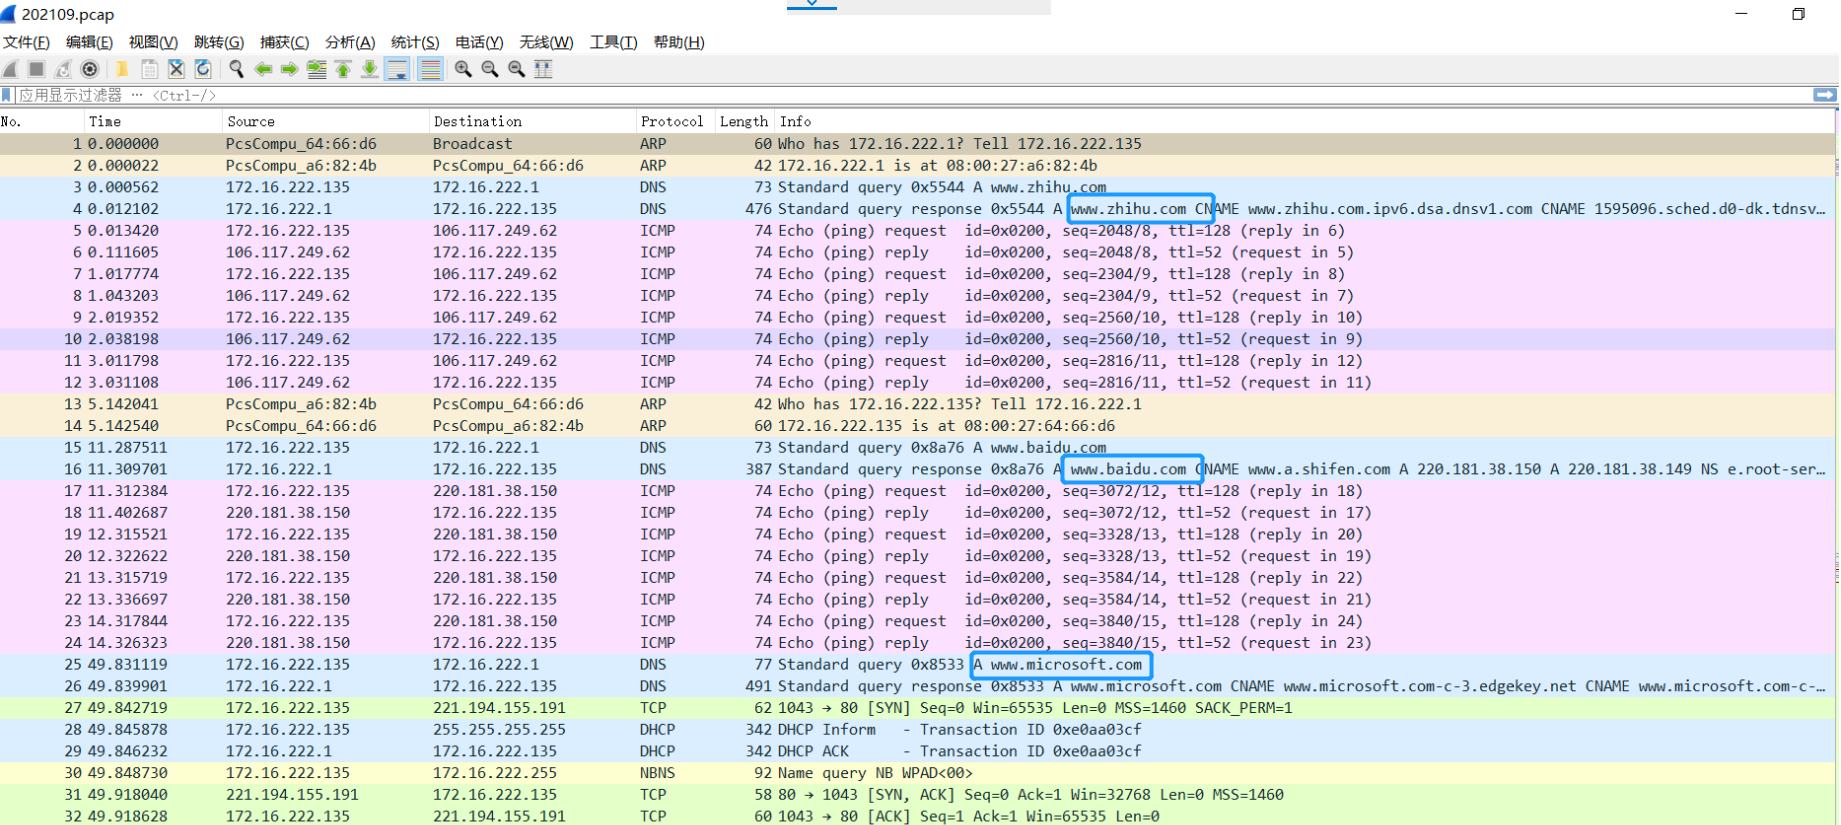 202109.pcap
文件(F) 编辑(E) 视图(V) 跳转(G) 捕获(C) 分析(A) 统计(S) 电话(Y) 无线(W) 工具(T) 帮助(H)
应用显示过滤器 … <Ctrl-/>
No. Time Source Destination Protocol Length Info
1 0.000000 PcsCompu_64:66:d6 Broadcast ARP 60 Who has 172.16.222.1? Tell 172.16.222.135
2 0.000022 PcsCompu_a6:82:4b PcsCompu_64:66:d6 ARP 42 172.16.222.1 is at 08:00:27:a6:82:4b
3 0.000562 172.16.222.135 172.16.222.1 DNS 73 Standard query 0x5544 A www.zhihu.com
4 0.012102 172.16.222.1 172.16.222.135 DNS 476 Standard query response 0x5544 A www.zhihu.com CNAME www.zhihu.com.ipv6.dsa.dnsv1.com CNAME 1595096.sched.d0-dk.tdnsv…
5 0.013420 172.16.222.135 106.117.249.62 ICMP 74 Echo (ping) request id=0x0200, seq=2048/8, ttl=128 (reply in 6)
6 0.111605 106.117.249.62 172.16.222.135 ICMP 74 Echo (ping) reply id=0x0200, seq=2048/8, ttl=52 (request in 5)
7 1.017774 172.16.222.135 106.117.249.62 ICMP 74 Echo (ping) request id=0x0200, seq=2304/9, ttl=128 (reply in 8)
8 1.043203 106.117.249.62 172.16.222.135 ICMP 74 Echo (ping) reply id=0x0200, seq=2304/9, ttl=52 (request in 7)
9 2.019352 172.16.222.135 106.117.249.62 ICMP 74 Echo (ping) request id=0x0200, seq=2560/10, ttl=128 (reply in 10)
10 2.038198 106.117.249.62 172.16.222.135 ICMP 74 Echo (ping) reply id=0x0200, seq=2560/10, ttl=52 (request in 9)
11 3.011798 172.16.222.135 106.117.249.62 ICMP 74 Echo (ping) request id=0x0200, seq=2816/11, ttl=128 (reply in 12)
12 3.031108 106.117.249.62 172.16.222.135 ICMP 74 Echo (ping) reply id=0x0200, seq=2816/11, ttl=52 (request in 11)
13 5.142041 PcsCompu_a6:82:4b PcsCompu_64:66:d6 ARP 42 Who has 172.16.222.135? Tell 172.16.222.1
14 5.142540 PcsCompu_64:66:d6 PcsCompu_a6:82:4b ARP 60 172.16.222.135 is at 08:00:27:64:66:d6
15 11.287511 172.16.222.135 172.16.222.1 DNS 73 Standard query 0x8a76 A www.baidu.com
16 11.309701 172.16.222.1 172.16.222.135 DNS 387 Standard query response 0x8a76 A www.baidu.com CNAME www.a.shifen.com A 220.181.38.150 A 220.181.38.149 NS e.root-ser…
17 11.312384 172.16.222.135 220.181.38.150 ICMP 74 Echo (ping) request id=0x0200, seq=3072/12, ttl=128 (reply in 18)
18 11.402687 220.181.38.150 172.16.222.135 ICMP 74 Echo (ping) reply id=0x0200, seq=3072/12, ttl=52 (request in 17)
19 12.315521 172.16.222.135 220.181.38.150 ICMP 74 Echo (ping) request id=0x0200, seq=3328/13, ttl=128 (reply in 20)
20 12.322622 220.181.38.150 172.16.222.135 ICMP 74 Echo (ping) reply id=0x0200, seq=3328/13, ttl=52 (request in 19)
21 13.315719 172.16.222.135 220.181.38.150 ICMP 74 Echo (ping) request id=0x0200, seq=3584/14, ttl=128 (reply in 22)
22 13.336697 220.181.38.150 172.16.222.135 ICMP 74 Echo (ping) reply id=0x0200, seq=3584/14, ttl=52 (request in 21)
23 14.317844 172.16.222.135 220.181.38.150 ICMP 74 Echo (ping) request id=0x0200, seq=3840/15, ttl=128 (reply in 24)
24 14.326323 220.181.38.150 172.16.222.135 ICMP 74 Echo (ping) reply id=0x0200, seq=3840/15, ttl=52 (request in 23)
25 49.831119 172.16.222.135 172.16.222.1 DNS 77 Standard query 0x8533 A www.microsoft.com
26 49.839901 172.16.222.1 172.16.222.135 DNS 491 Standard query response 0x8533 A www.microsoft.com CNAME www.microsoft.com-c-3.edgekey.net CNAME www.microsoft.com-c-…
27 49.842719 172.16.222.135 221.194.155.191 TCP 62 1043 → 80 [SYN] Seq=0 Win=65535 Len=0 MSS=1460 SACK_PERM=1
28 49.845878 172.16.222.135 255.255.255.255 DHCP 342 DHCP Inform - Transaction ID 0xe0aa03cf
29 49.846232 172.16.222.1 172.16.222.135 DHCP 342 DHCP ACK - Transaction ID 0xe0aa03cf
30 49.848730 172.16.222.135 172.16.222.255 NBNS 92 Name query NB WPAD<00>
31 49.918040 221.194.155.191 172.16.222.135 TCP 58 80 → 1043 [SYN, ACK] Seq=0 Ack=1 Win=32768 Len=0 MSS=1460
32 49.918628 172.16.222.135 221.194.155.191 TCP 60 1043 → 80 [ACK] Seq=1 Ack=1 Win=65535 Len=0